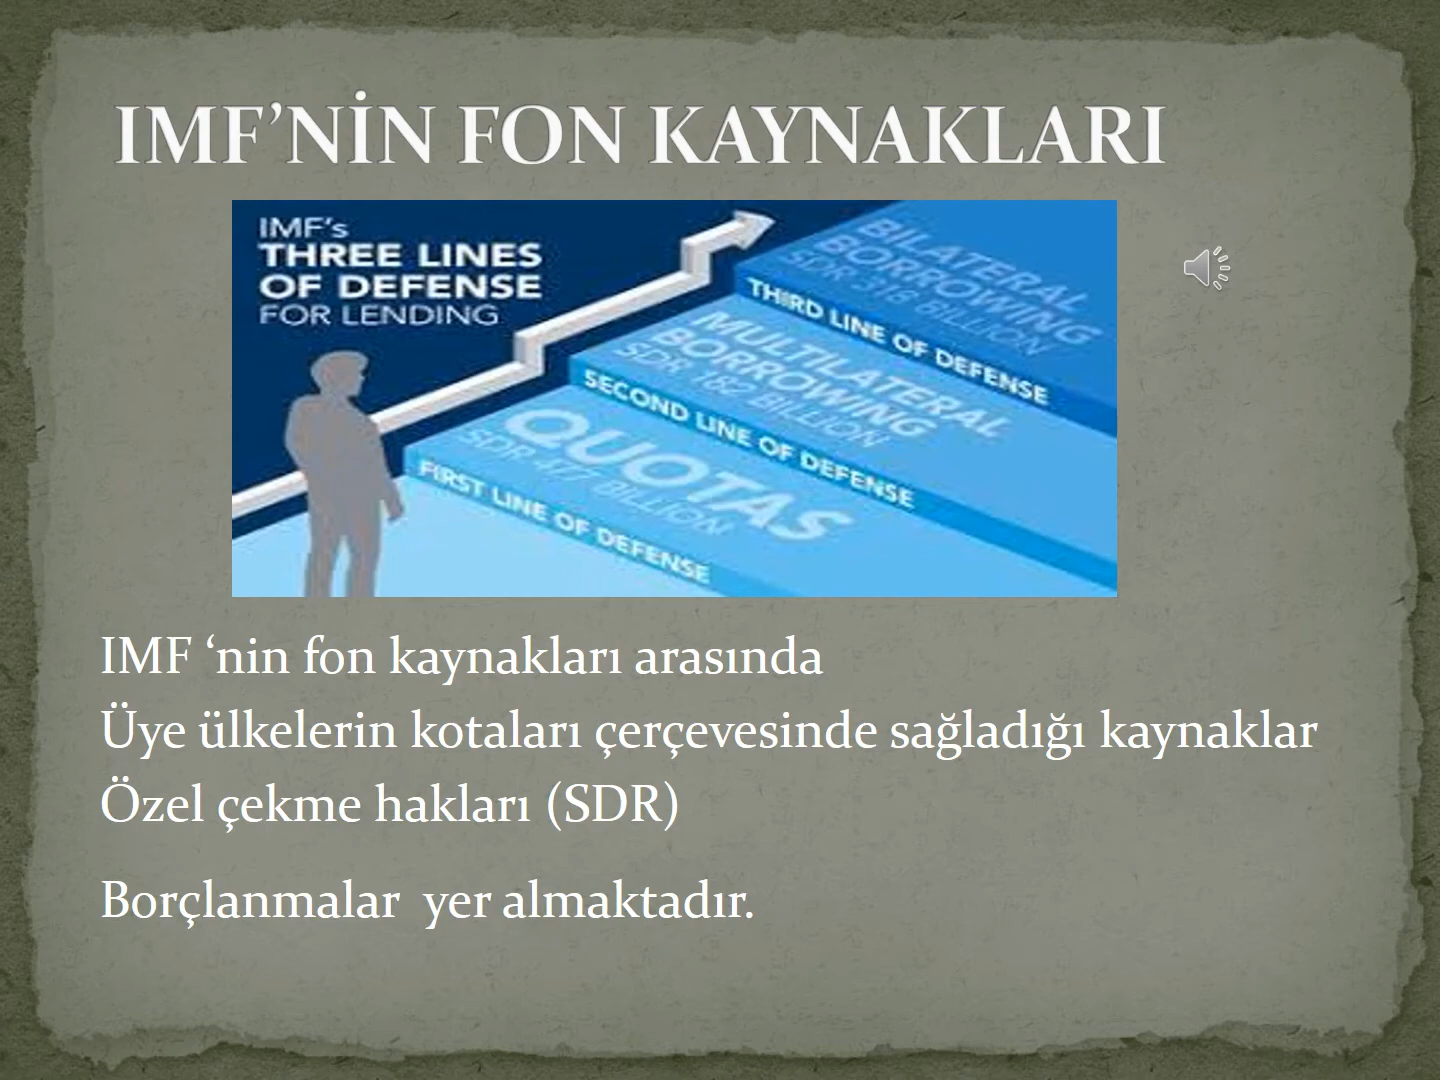 IMF’NİN FON KAYNAKLARI
IMF’s
THREE LINES
OF DEFENSE
FOR LENDING
BILATERAL
BORROWING
SDR 316 BILLION
THIRD LINE OF DEFENSE
MULTILATERAL
BORROWING
SDR 182 BILLION
SECOND LINE OF DEFENSE
QUOTAS
SDR 477 BILLION
FIRST LINE OF DEFENSE
IMF ‘nin fon kaynakları arasında
Üye ülkelerin kotaları çerçevesinde sağladığı kaynaklar
Özel çekme hakları (SDR)
Borçlanmalar  yer almaktadır.